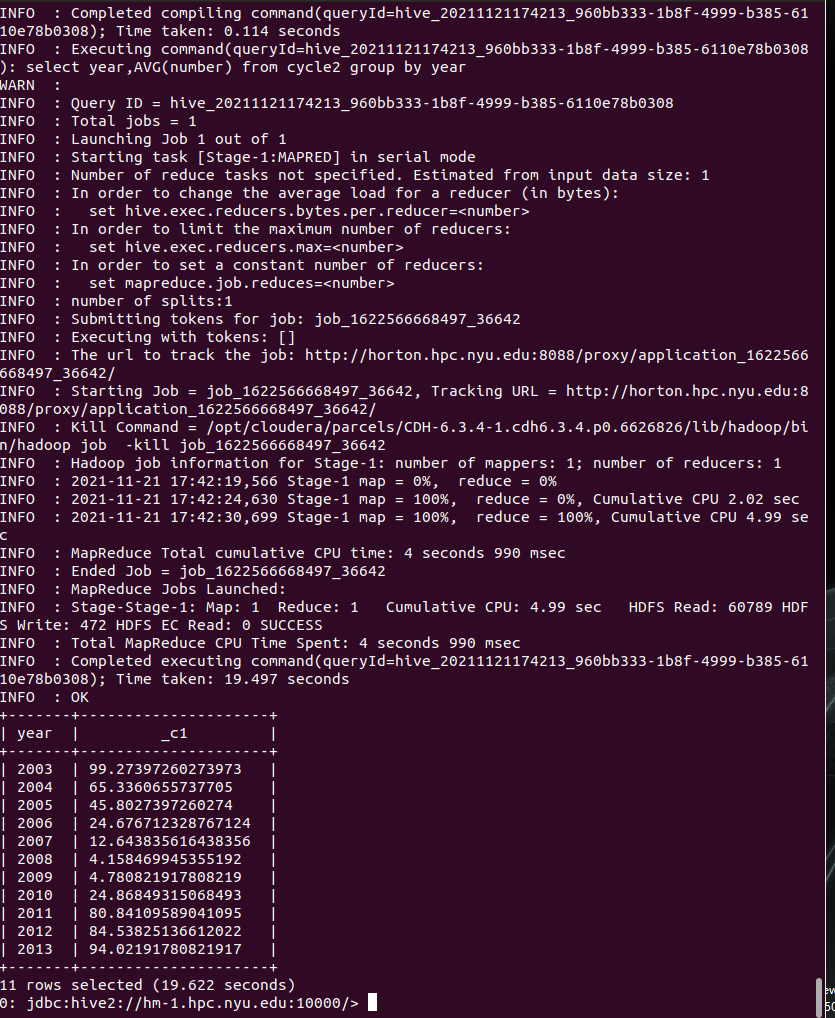 INFO  : Completed compiling command(queryId=hive_20211121174213_960bb333-1b8f-4999-b385-61
10e78b0308); Time taken: 0.114 seconds
INFO  : Executing command(queryId=hive_20211121174213_960bb333-1b8f-4999-b385-6110e78b0308
): select year,AVG(number) from cycle2 group by year
WARN  :
INFO  : Query ID = hive_20211121174213_960bb333-1b8f-4999-b385-6110e78b0308
INFO  : Total jobs = 1
INFO  : Launching Job 1 out of 1
INFO  : Starting task [Stage-1:MAPRED] in serial mode
INFO  : Number of reduce tasks not specified. Estimated from input data size: 1
INFO  : In order to change the average load for a reducer (in bytes):
INFO  :   set hive.exec.reducers.bytes.per.reducer=<number>
INFO  : In order to limit the maximum number of reducers:
INFO  :   set hive.exec.reducers.max=<number>
INFO  : In order to set a constant number of reducers:
INFO  :   set mapreduce.job.reduces=<number>
INFO  : number of splits:1
INFO  : Submitting tokens for job: job_1622566668497_36642
INFO  : Executing with tokens: []
INFO  : The url to track the job: http://horton.hpc.nyu.edu:8088/proxy/application_1622566
668497_36642/
INFO  : Starting Job = job_1622566668497_36642, Tracking URL = http://horton.hpc.nyu.edu:8
088/proxy/application_1622566668497_36642/
INFO  : Kill Command = /opt/cloudera/parcels/CDH-6.3.4-1.cdh6.3.4.p0.6626826/lib/hadoop/bi
n/hadoop job  -kill job_1622566668497_36642
INFO  : Hadoop job information for Stage-1: number of mappers: 1; number of reducers: 1
INFO  : 2021-11-21 17:42:19,566 Stage-1 map = 0%,  reduce = 0%
INFO  : 2021-11-21 17:42:24,630 Stage-1 map = 100%,  reduce = 0%, Cumulative CPU 2.02 sec
INFO  : 2021-11-21 17:42:30,699 Stage-1 map = 100%,  reduce = 100%, Cumulative CPU 4.99 se
c
INFO  : MapReduce Total cumulative CPU time: 4 seconds 990 msec
INFO  : Ended Job = job_1622566668497_36642
INFO  : MapReduce Jobs Launched:
INFO  : Stage-Stage-1: Map: 1  Reduce: 1   Cumulative CPU: 4.99 sec   HDFS Read: 60789 HDF
S Write: 472 HDFS EC Read: 0 SUCCESS
INFO  : Total MapReduce CPU Time Spent: 4 seconds 990 msec
INFO  : Completed executing command(queryId=hive_20211121174213_960bb333-1b8f-4999-b385-61
10e78b0308); Time taken: 19.497 seconds
INFO  : OK
+-------+---------------------+
| year  |         _c1         |
+-------+---------------------+
| 2003  | 99.27397260273973   |
| 2004  | 65.3360655737705    |
| 2005  | 45.8027397260274    |
| 2006  | 24.676712328767124  |
| 2007  | 12.643835616438356  |
| 2008  | 4.158469945355192   |
| 2009  | 4.780821917808219   |
| 2010  | 24.86849315068493   |
| 2011  | 80.84109589041095   |
| 2012  | 84.53825136612022   |
| 2013  | 94.02191780821917   |
+-------+---------------------+
11 rows selected (19.622 seconds)
0: jdbc:hive2://hm-1.hpc.nyu.edu:10000/>